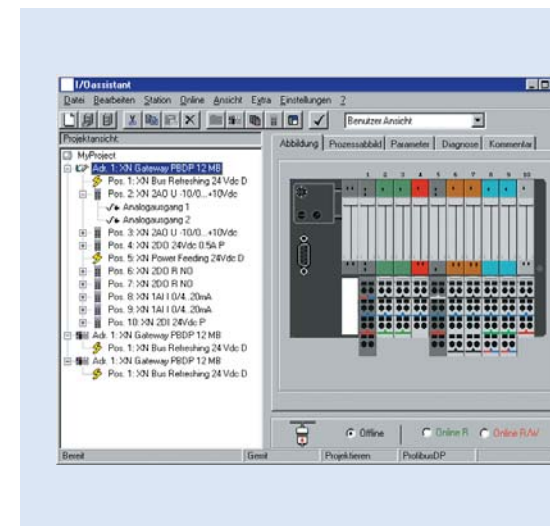 I/Oassistant
Datei Bearbeiten Station Online Ansicht Extra Einstellungen ?
Benutzer Ansicht
Projektansicht:
MyProject
Adr. 1: XN Gateway PBDP 12 MB
Pos. 1: XN Bus Refreshing 24 Vdc D
Pos. 2: XN 2AO U -10/0...+10Vdc
Analogausgang 1
Analogausgang 2
Pos. 3: XN 2AO U -10/0...+10Vdc
Pos. 4: XN 2DO 24Vdc 0.5A P
Pos. 5: XN Power Feeding 24Vdc D
Pos. 6: XN 2DO R NO
Pos. 7: XN 2DO R NO
Pos. 8: XN 1AI I 0/4..20mA
Pos. 9: XN 1AI I 0/4..20mA
Pos. 10: XN 2DI 24Vdc P
Adr. 1: XN Gateway PBDP 12 MB
Pos. 1: XN Bus Refreshing 24 Vdc D
Adr. 1: XN Gateway PBDP 12 MB
Pos. 1: XN Bus Refreshing 24 Vdc D
Abbildung Prozessabbild Parameter Diagnose Kommentar
1 2 3 4 5 6 7 8 9 10
Offline Online R Online R/W
Bereit Gerät Projektieren ProfibusDP